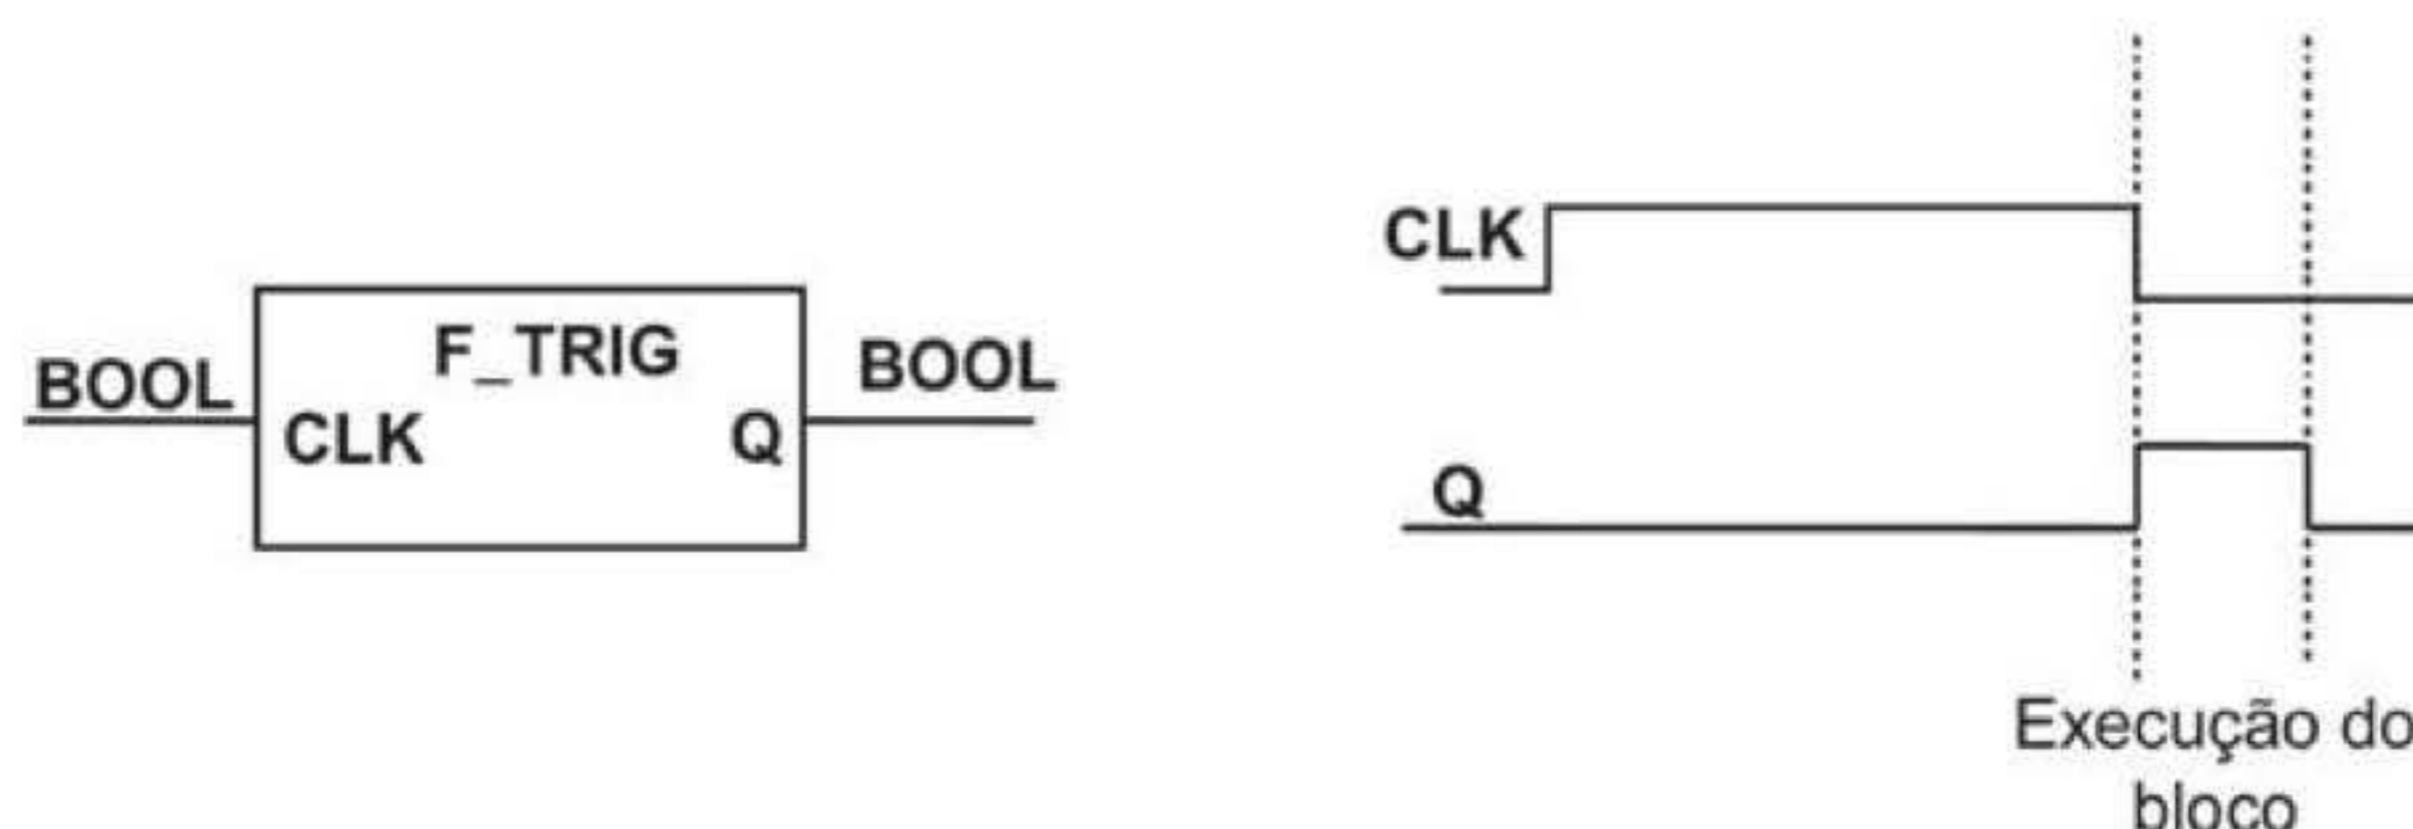 BOOL
F_TRIG
BOOL
CLK
Q
CLK
Q
Execução do
bloco